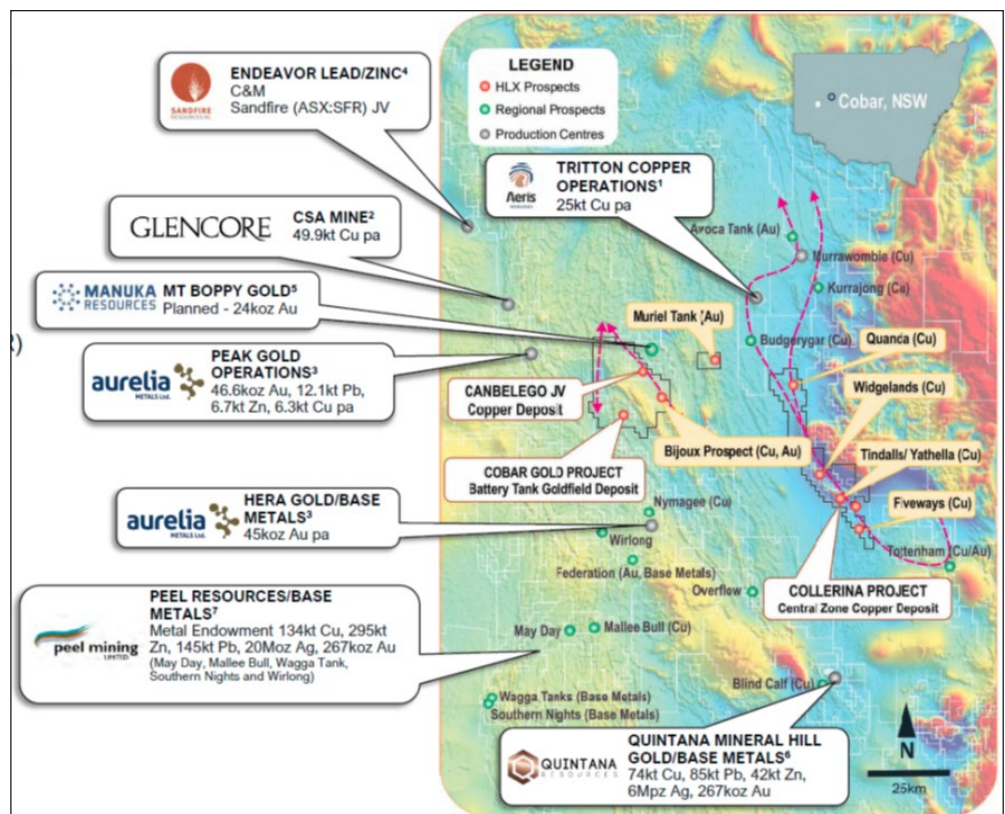 R)
ENDEAVOR LEAD/ZINC⁴
C&M
Sandfire (ASX:SFR) JV
SANDFIRE
RESOURCES NL
LEGEND
HLX Prospects
Regional Prospects
Production Centres
Cobar, NSW
Aeris
RESOURCES
TRITTON COPPER
OPERATIONS¹
25kt Cu pa
GLENCORE
CSA MINE²
49.9kt Cu pa
Avoca Tank (Au)
Murrawombie (Cu)
Kurrajong (Cu)
MANUKA
RESOURCES
MT BOPPY GOLD⁵
Planned - 24koz Au
Muriel Tank (Au)
Budgerygar (Cu)
Quanda (Cu)
aurelia
METALS Ltd.
PEAK GOLD
OPERATIONS³
46.6koz Au, 12.1kt Pb,
6.7kt Zn, 6.3kt Cu pa
CANBELEGO JV
Copper Deposit
Widgelands (Cu)
Bijoux Prospect (Cu, Au)
Tindalls/ Yathella (Cu)
COBAR GOLD PROJECT
Battery Tank Goldfield Deposit
Fiveways (Cu)
aurelia
METALS Ltd.
HERA GOLD/BASE
METALS³
45koz Au pa
Nymagee (Cu)
Wirlong
Tottenham (Cu/Au)
Federation (Au, Base Metals)
Overflow
COLLERINA PROJECT
Central Zone Copper Deposit
peel mining
LIMITED
PEEL RESOURCES/BASE
METALS⁷
Metal Endowment 134kt Cu, 295kt
Zn, 145kt Pb, 20Moz Ag, 267koz Au
(May Day, Mallee Bull, Wagga Tank,
Southern Nights and Wirlong)
May Day
Mallee Bull (Cu)
Blind Calf (Cu)
Wagga Tanks (Base Metals)
Southern Nights (Base Metals)
QUINTANA
RESOURCES
QUINTANA MINERAL HILL
GOLD/BASE METALS⁶
74kt Cu, 85kt Pb, 42kt Zn,
6Mpz Ag, 267koz Au
N
25km